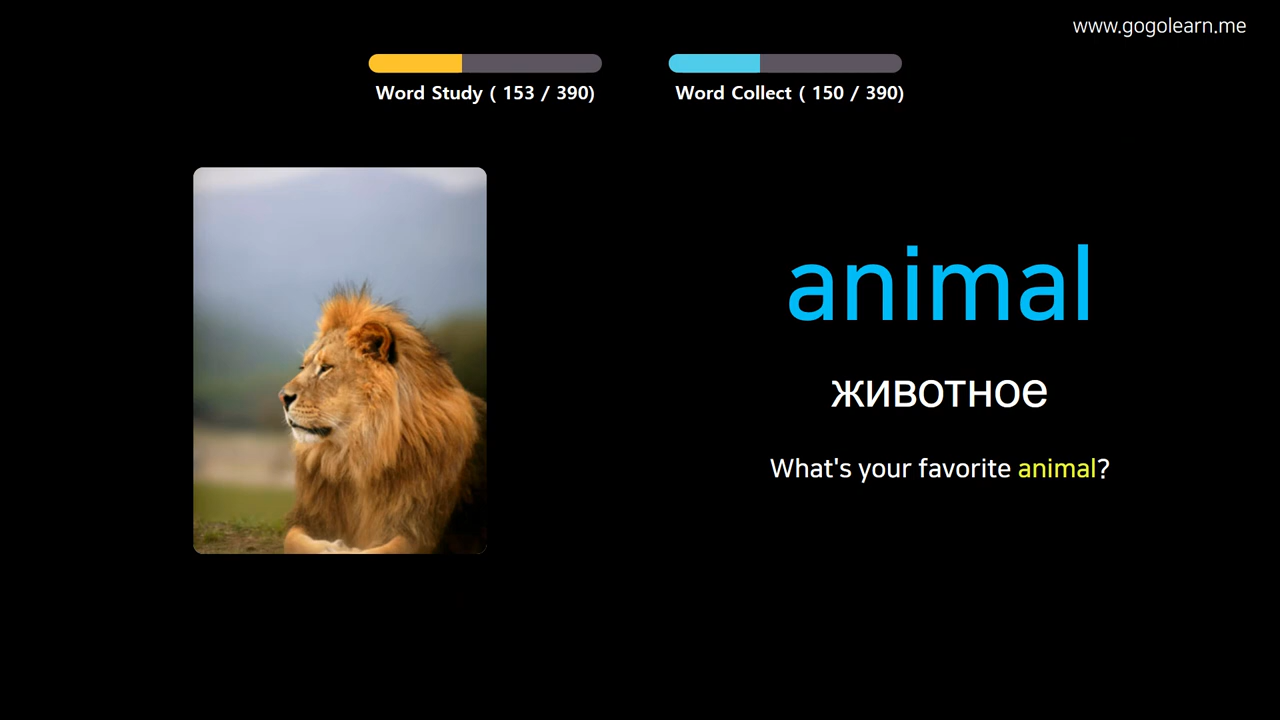 www.gogolearn.me
Word Study ( 153 / 390)
Word Collect ( 150 / 390)
animal
животное
What's your favorite animal?